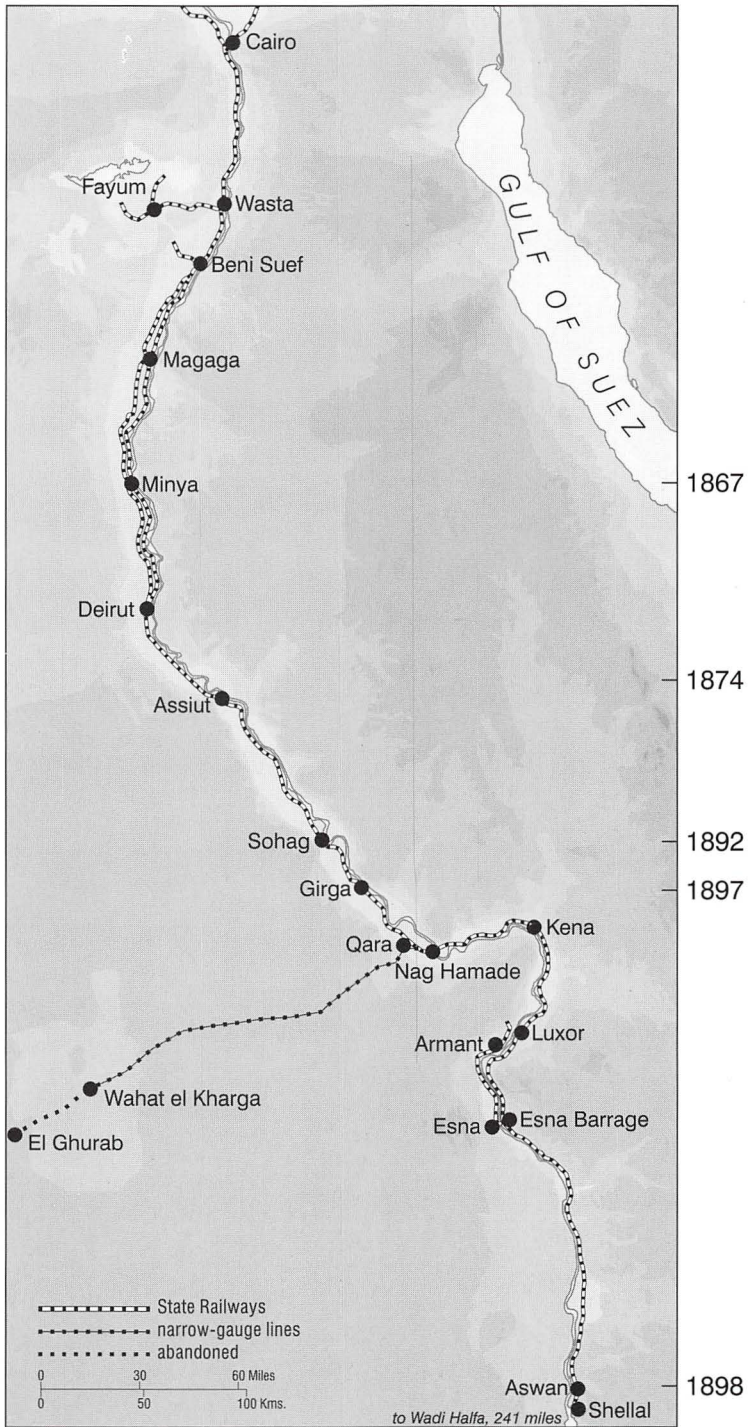 Cairo
GULF OF SUEZ
Fayum
Wasta
Beni Suef
Magaga
Minya
1867
Deirut
1874
Assiut
Sohag
1892
Girga
1897
Kena
Qara
Nag Hamade
Luxor
Armant
Wahat el Kharga
Esna Barrage
Esna
El Ghurab
State Railways
narrow-gauge lines
abandoned
0 30 60 Miles
0 50 100 Kms.
Aswan
1898
Shellal
to Wadi Halfa, 241 miles